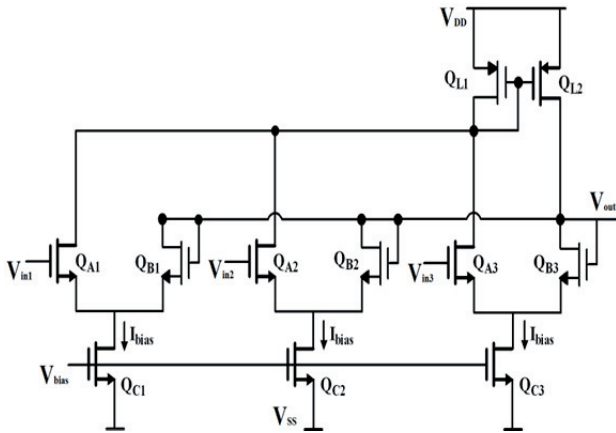 VDD
QL1
QL2
Vout
Vin1
QA1
QB1
Vin2
QA2
QB2
Vin3
QA3
QB3
Ibias
Ibias
Ibias
Vbias
QC1
QC2
QC3
VSS